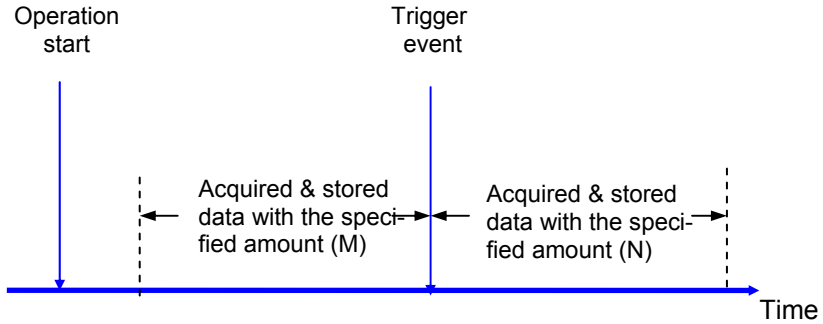 Operation
start
Trigger
event
Acquired & stored
data with the speci-
fied amount (M)
Acquired & stored
data with the speci-
fied amount (N)
Time